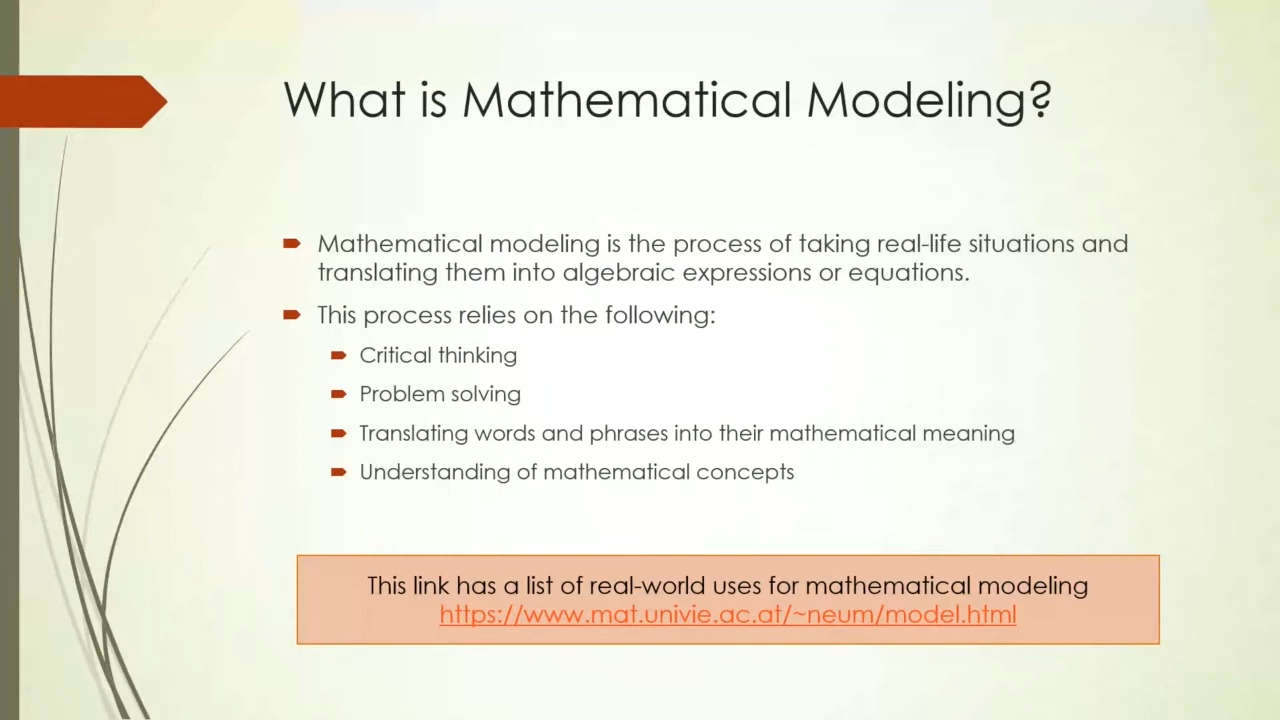 What is Mathematical Modeling?
Mathematical modeling is the process of taking real-life situations and
translating them into algebraic expressions or equations.
This process relies on the following:
Critical thinking
Problem solving
Translating words and phrases into their mathematical meaning
Understanding of mathematical concepts
This link has a list of real-world uses for mathematical modeling
https://www.mat.univie.ac.at/~neum/model.html